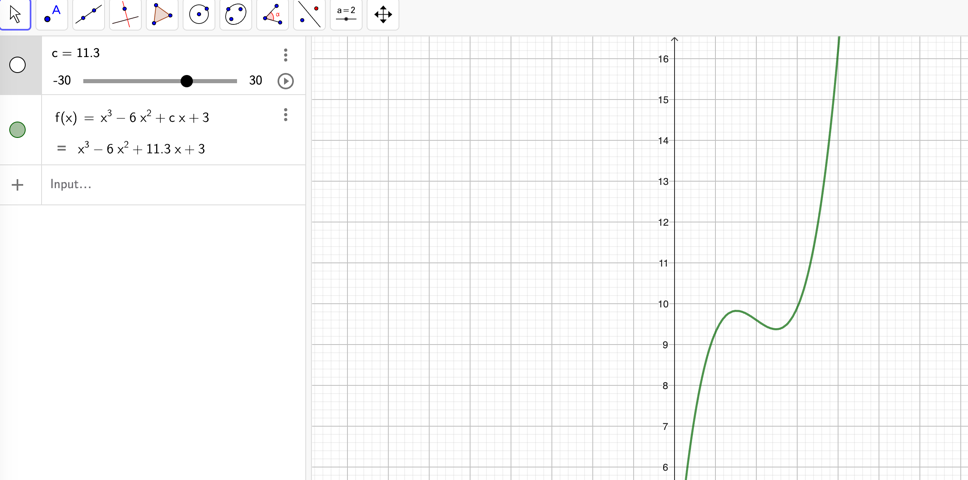 A
α
a = 2
c = 11.3
-30
30
f(x) = x³ − 6 x² + c x + 3
= x³ − 6 x² + 11.3 x + 3
+
Input...
16
15
14
13
12
11
10
9
8
7
6